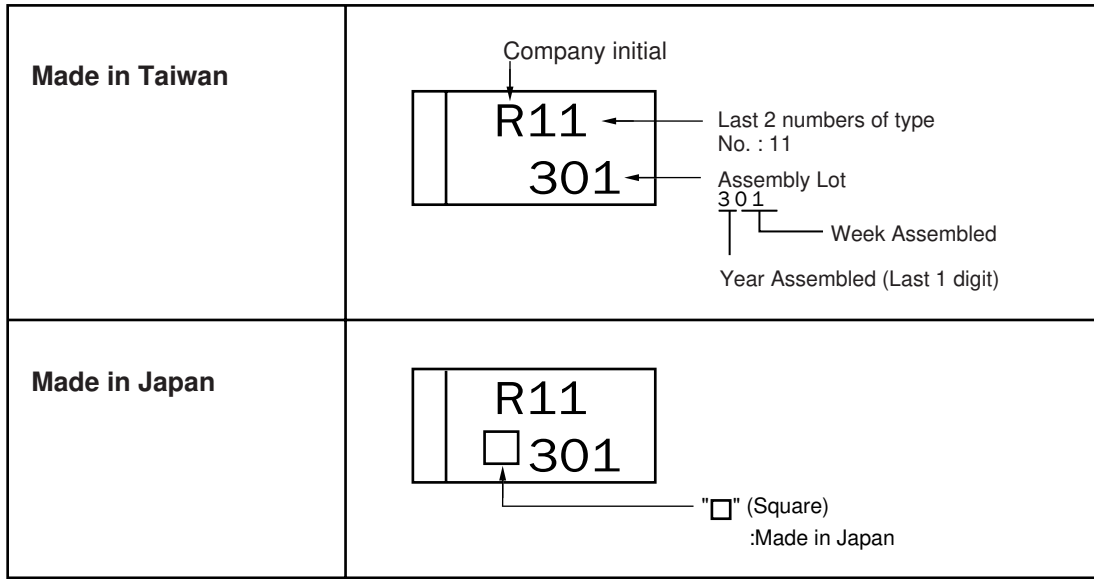 Made in Taiwan
Company initial
R11
Last 2 numbers of type
No. : 11
301
Assembly Lot
301
Week Assembled
Year Assembled (Last 1 digit)
Made in Japan
R11
□301
"□" (Square)
:Made in Japan